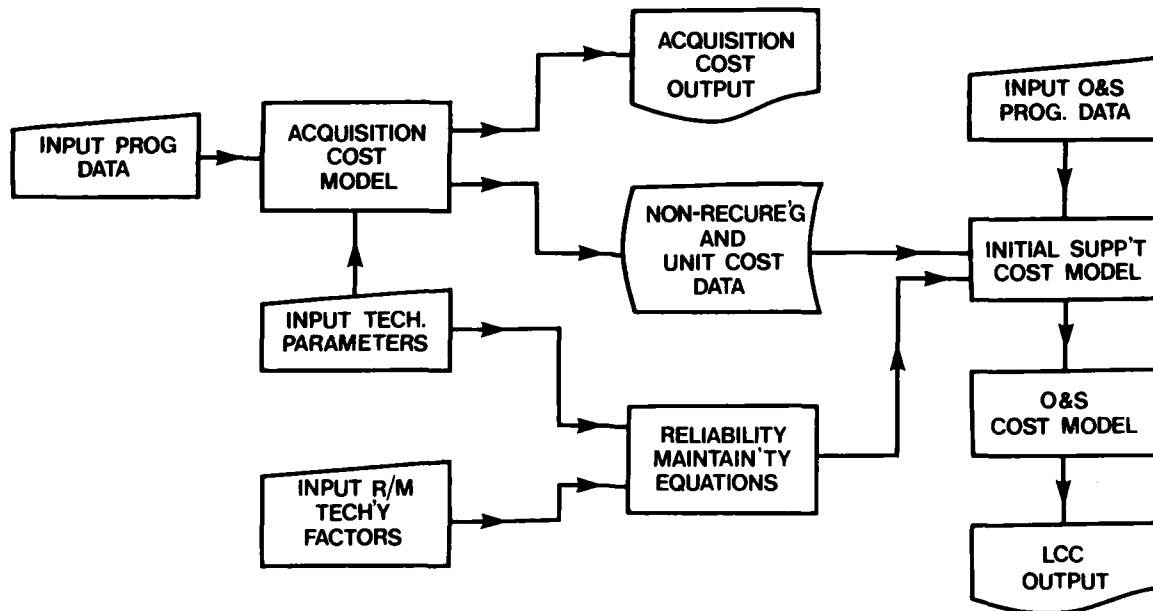 INPUT PROG
DATA
ACQUISITION
COST
MODEL
ACQUISITION
COST
OUTPUT
NON-RECURE'G
AND
UNIT COST
DATA
INPUT TECH.
PARAMETERS
INPUT R/M
TECH'Y
FACTORS
RELIABILITY
MAINTAIN'TY
EQUATIONS
INPUT O&S
PROG. DATA
INITIAL SUPP'T
COST MODEL
O&S
COST MODEL
LCC
OUTPUT